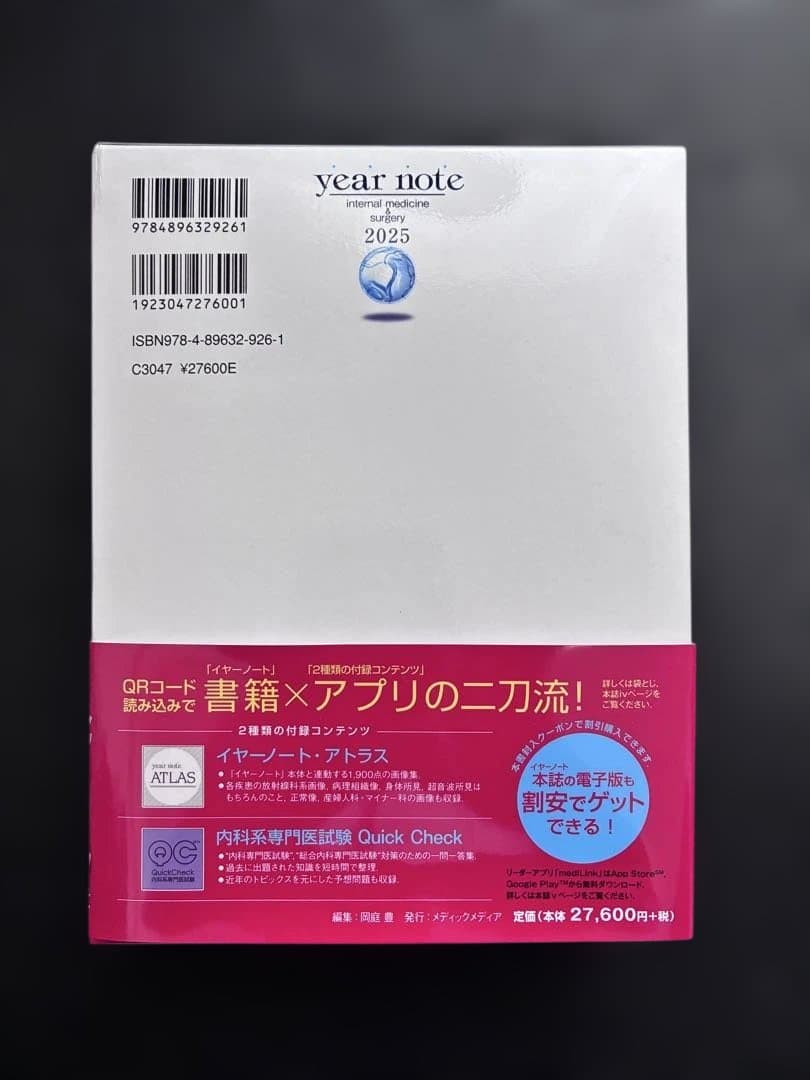 9784896329261
1923047276001
ISBN978-4-89632-926-1
C3047 ¥27600E
year note
internal medicine
&
surgery
2025
QRコード
読み込みで
「イヤーノート」
「2種類の付録コンテンツ」
書籍×アプリの二刀流!
詳しくは袋とじ,
本誌ivページを
ご覧ください.
2種類の付録コンテンツ
year note
ATLAS
イヤーノート・アトラス
●「イヤーノート」本体と連動する1,900点の画像集.
●各疾患の放射線科系画像, 病理組織像, 身体所見, 超音波所見は
もちろんのこと, 正常像, 産婦人科・マイナー科の画像も収録.
QC
QuickCheck
内科系専門医試験
内科系専門医試験 Quick Check
●“内科専門医試験”, “総合内科専門医試験”対策のための一問一答集.
●過去に出題された知識を短時間で整理.
●近年のトピックスを元にした予想問題も収録.
本書封入クーポンで割引購入できます.
イヤーノート
本誌の電子版も
割安でゲット
できる!
リーダーアプリ「medilink」はApp Store℠,
Google Play™から無料ダウンロード.
詳しくは本誌vページをご覧ください.
編集:岡庭 豊 発行:メディックメディア 定価(本体 27,600円+税)